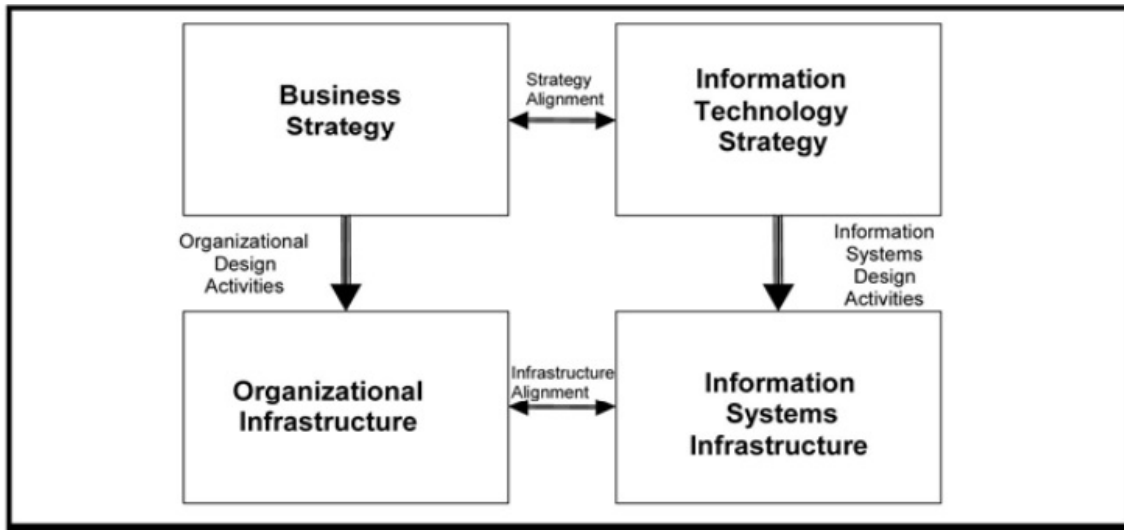 Business
Strategy
Strategy
Alignment
Information
Technology
Strategy
Organizational
Design
Activities
Information
Systems
Design
Activities
Organizational
Infrastructure
Infrastructure
Alignment
Information
Systems
Infrastructure